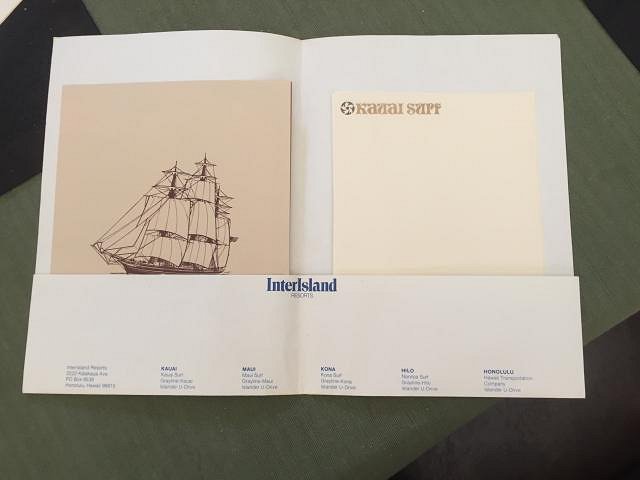 Kauai Surf
InterIsland
RESORTS
InterIsland Resorts
2222 Kalakaua Ave.
PO Box 8539
Honolulu, Hawaii 96815
KAUAI
Kauai Surf
Grayline-Kauai
Islander U-Drive
MAUI
Maui Surf
Grayline-Maui
Islander U-Drive
KONA
Kona Surf
Grayline-Kona
Islander U-Drive
HILO
Naniloa Surf
Grayline-Hilo
Islander U-Drive
HONOLULU
Hawaii Transportation
Company
Islander U-Drive